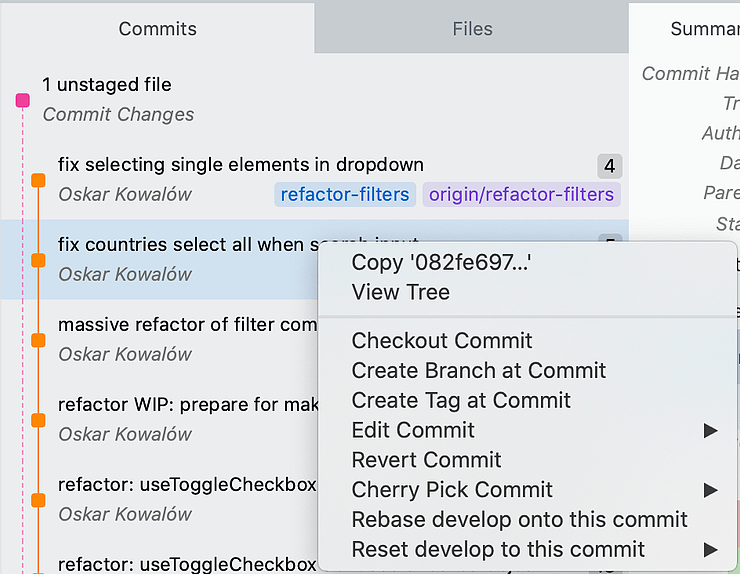 Commits
Files
Summar
1 unstaged file
Commit Changes
fix selecting single elements in dropdown
4
Oskar Kowalów
refactor-filters
origin/refactor-filters
fix countries select all when search input
Oskar Kowalów
massive refactor of filter com
Oskar Kowalów
refactor WIP: prepare for mak
Oskar Kowalów
refactor: useToggleCheckbox
Oskar Kowalów
refactor: useToggleCheckbox
Copy '082fe697...'
View Tree
Checkout Commit
Create Branch at Commit
Create Tag at Commit
Edit Commit
Revert Commit
Cherry Pick Commit
Rebase develop onto this commit
Reset develop to this commit
Commit Ha
Tr
Auth
Da
Pare
Sta